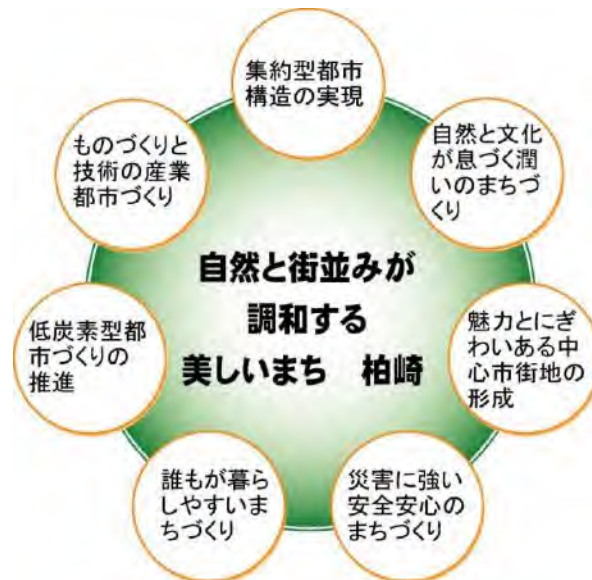 集約型都市
構造の実現
自然と文化
が息づく潤
いのまちづ
くり
魅力とにぎ
わいある中
心市街地の
形成
災害に強い
安全安心の
まちづくり
誰もが暮ら
しやすいま
ちづくり
低炭素型都
市づくりの
推進
ものづくりと
技術の産業
都市づくり
自然と街並みが
調和する
美しいまち　柏崎